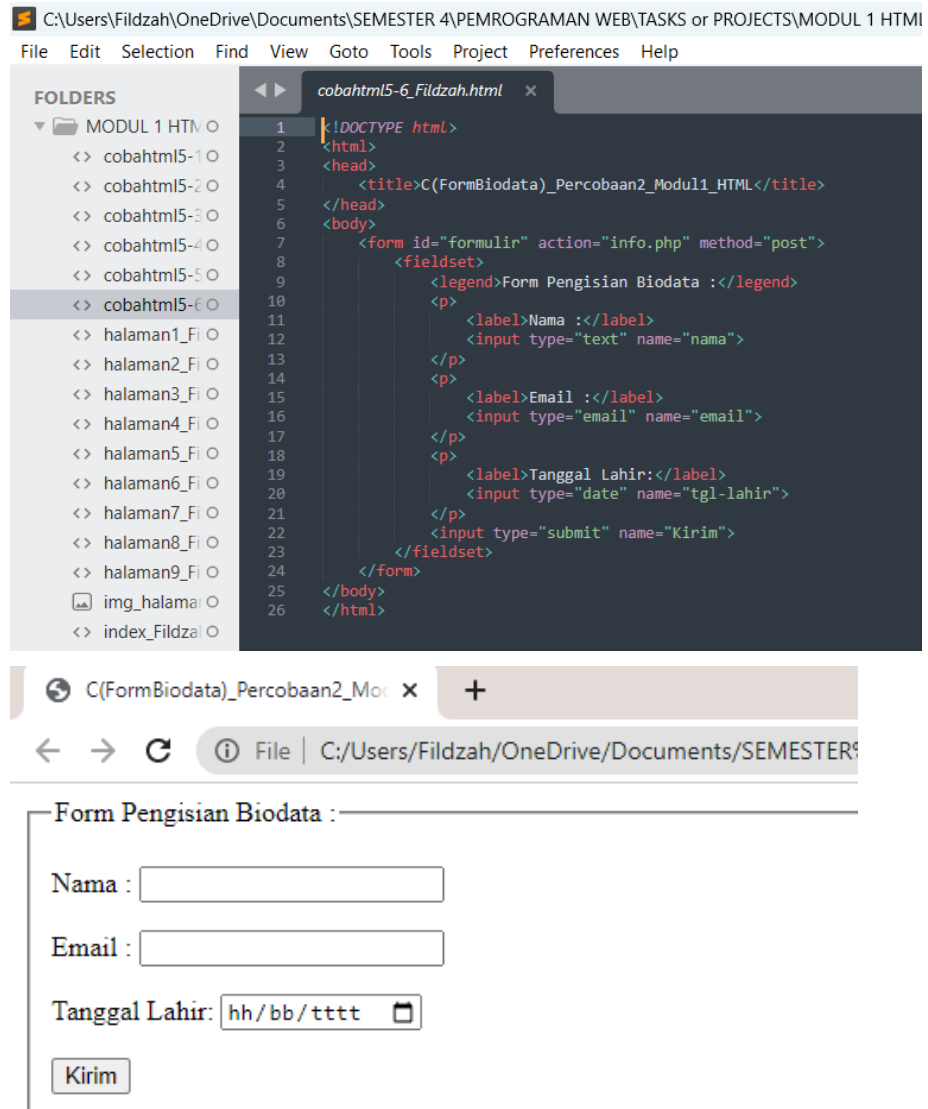 C:\Users\Fildzah\OneDrive\Documents\SEMESTER 4\PEMROGRAMAN WEB\TASKS or PROJECTS\MODUL 1 HTML
File Edit Selection Find View Goto Tools Project Preferences Help
FOLDERS
MODUL 1 HTM
<> cobahtml5-1
<> cobahtml5-2
<> cobahtml5-3
<> cobahtml5-4
<> cobahtml5-5
<> cobahtml5-6
<> halaman1_Fi
<> halaman2_Fi
<> halaman3_Fi
<> halaman4_Fi
<> halaman5_Fi
<> halaman6_Fi
<> halaman7_Fi
<> halaman8_Fi
<> halaman9_Fi
img_halama
<> index_Fildza
cobahtml5-6_Fildzah.html ×
1 <!DOCTYPE html>
2 <html>
3 <head>
4 <title>C(FormBiodata)_Percobaan2_Modul1_HTML</title>
5 </head>
6 <body>
7 <form id="formulir" action="info.php" method="post">
8 <fieldset>
9 <legend>Form Pengisian Biodata :</legend>
10 <p>
11 <label>Nama :</label>
12 <input type="text" name="nama">
13 </p>
14 <p>
15 <label>Email :</label>
16 <input type="email" name="email">
17 </p>
18 <p>
19 <label>Tanggal Lahir:</label>
20 <input type="date" name="tgl-lahir">
21 </p>
22 <input type="submit" name="Kirim">
23 </fieldset>
24 </form>
25 </body>
26 </html>
C(FormBiodata)_Percobaan2_Mo
File | C:/Users/Fildzah/OneDrive/Documents/SEMESTER%
Form Pengisian Biodata :
Nama :
Email :
Tanggal Lahir: hh/bb/tttt
Kirim